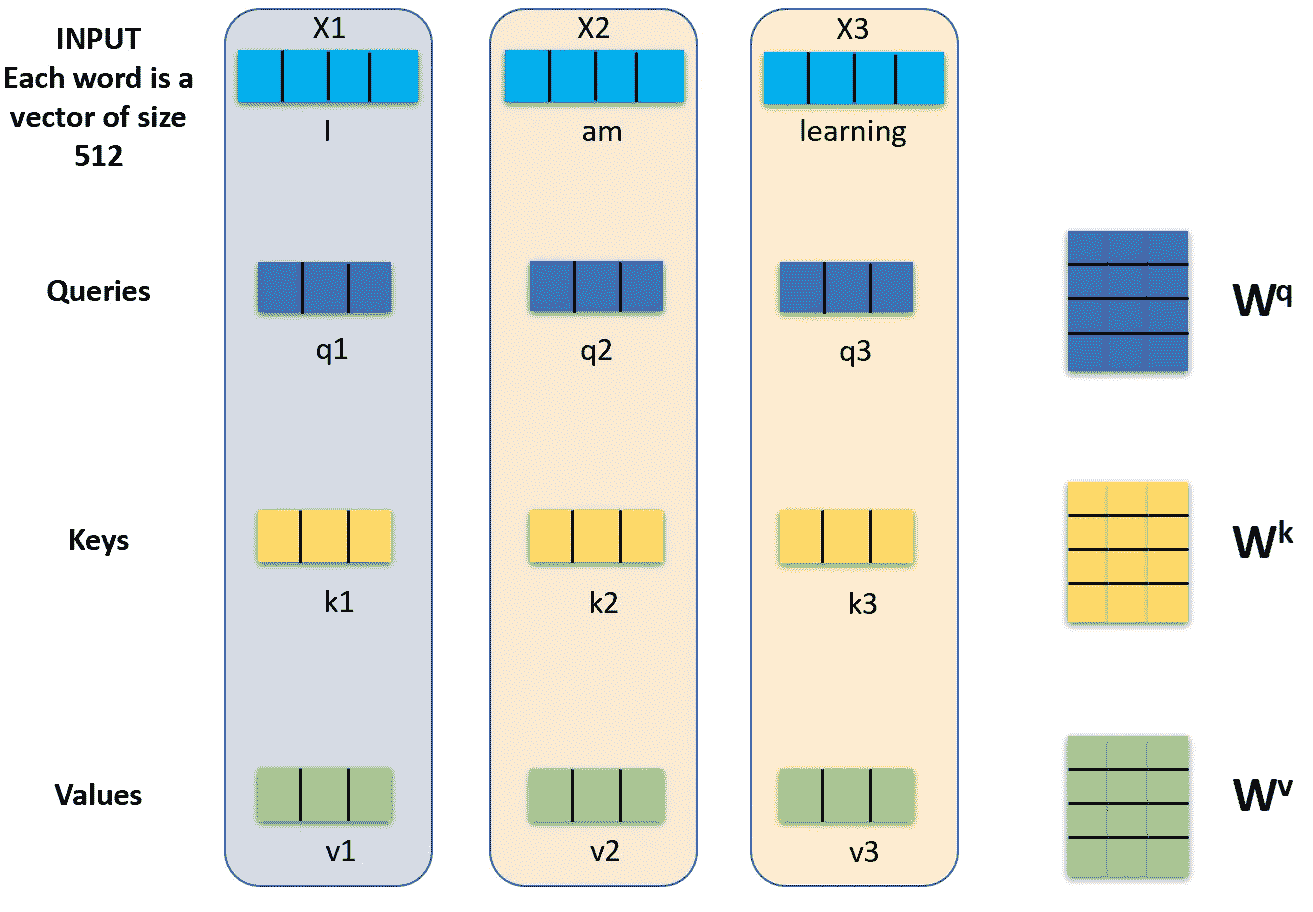 INPUT
Each word is a
vector of size
512
X1
X2
X3
I
am
learning
Queries
q1
q2
q3
W^q
Keys
k1
k2
k3
W^k
Values
v1
v2
v3
W^v